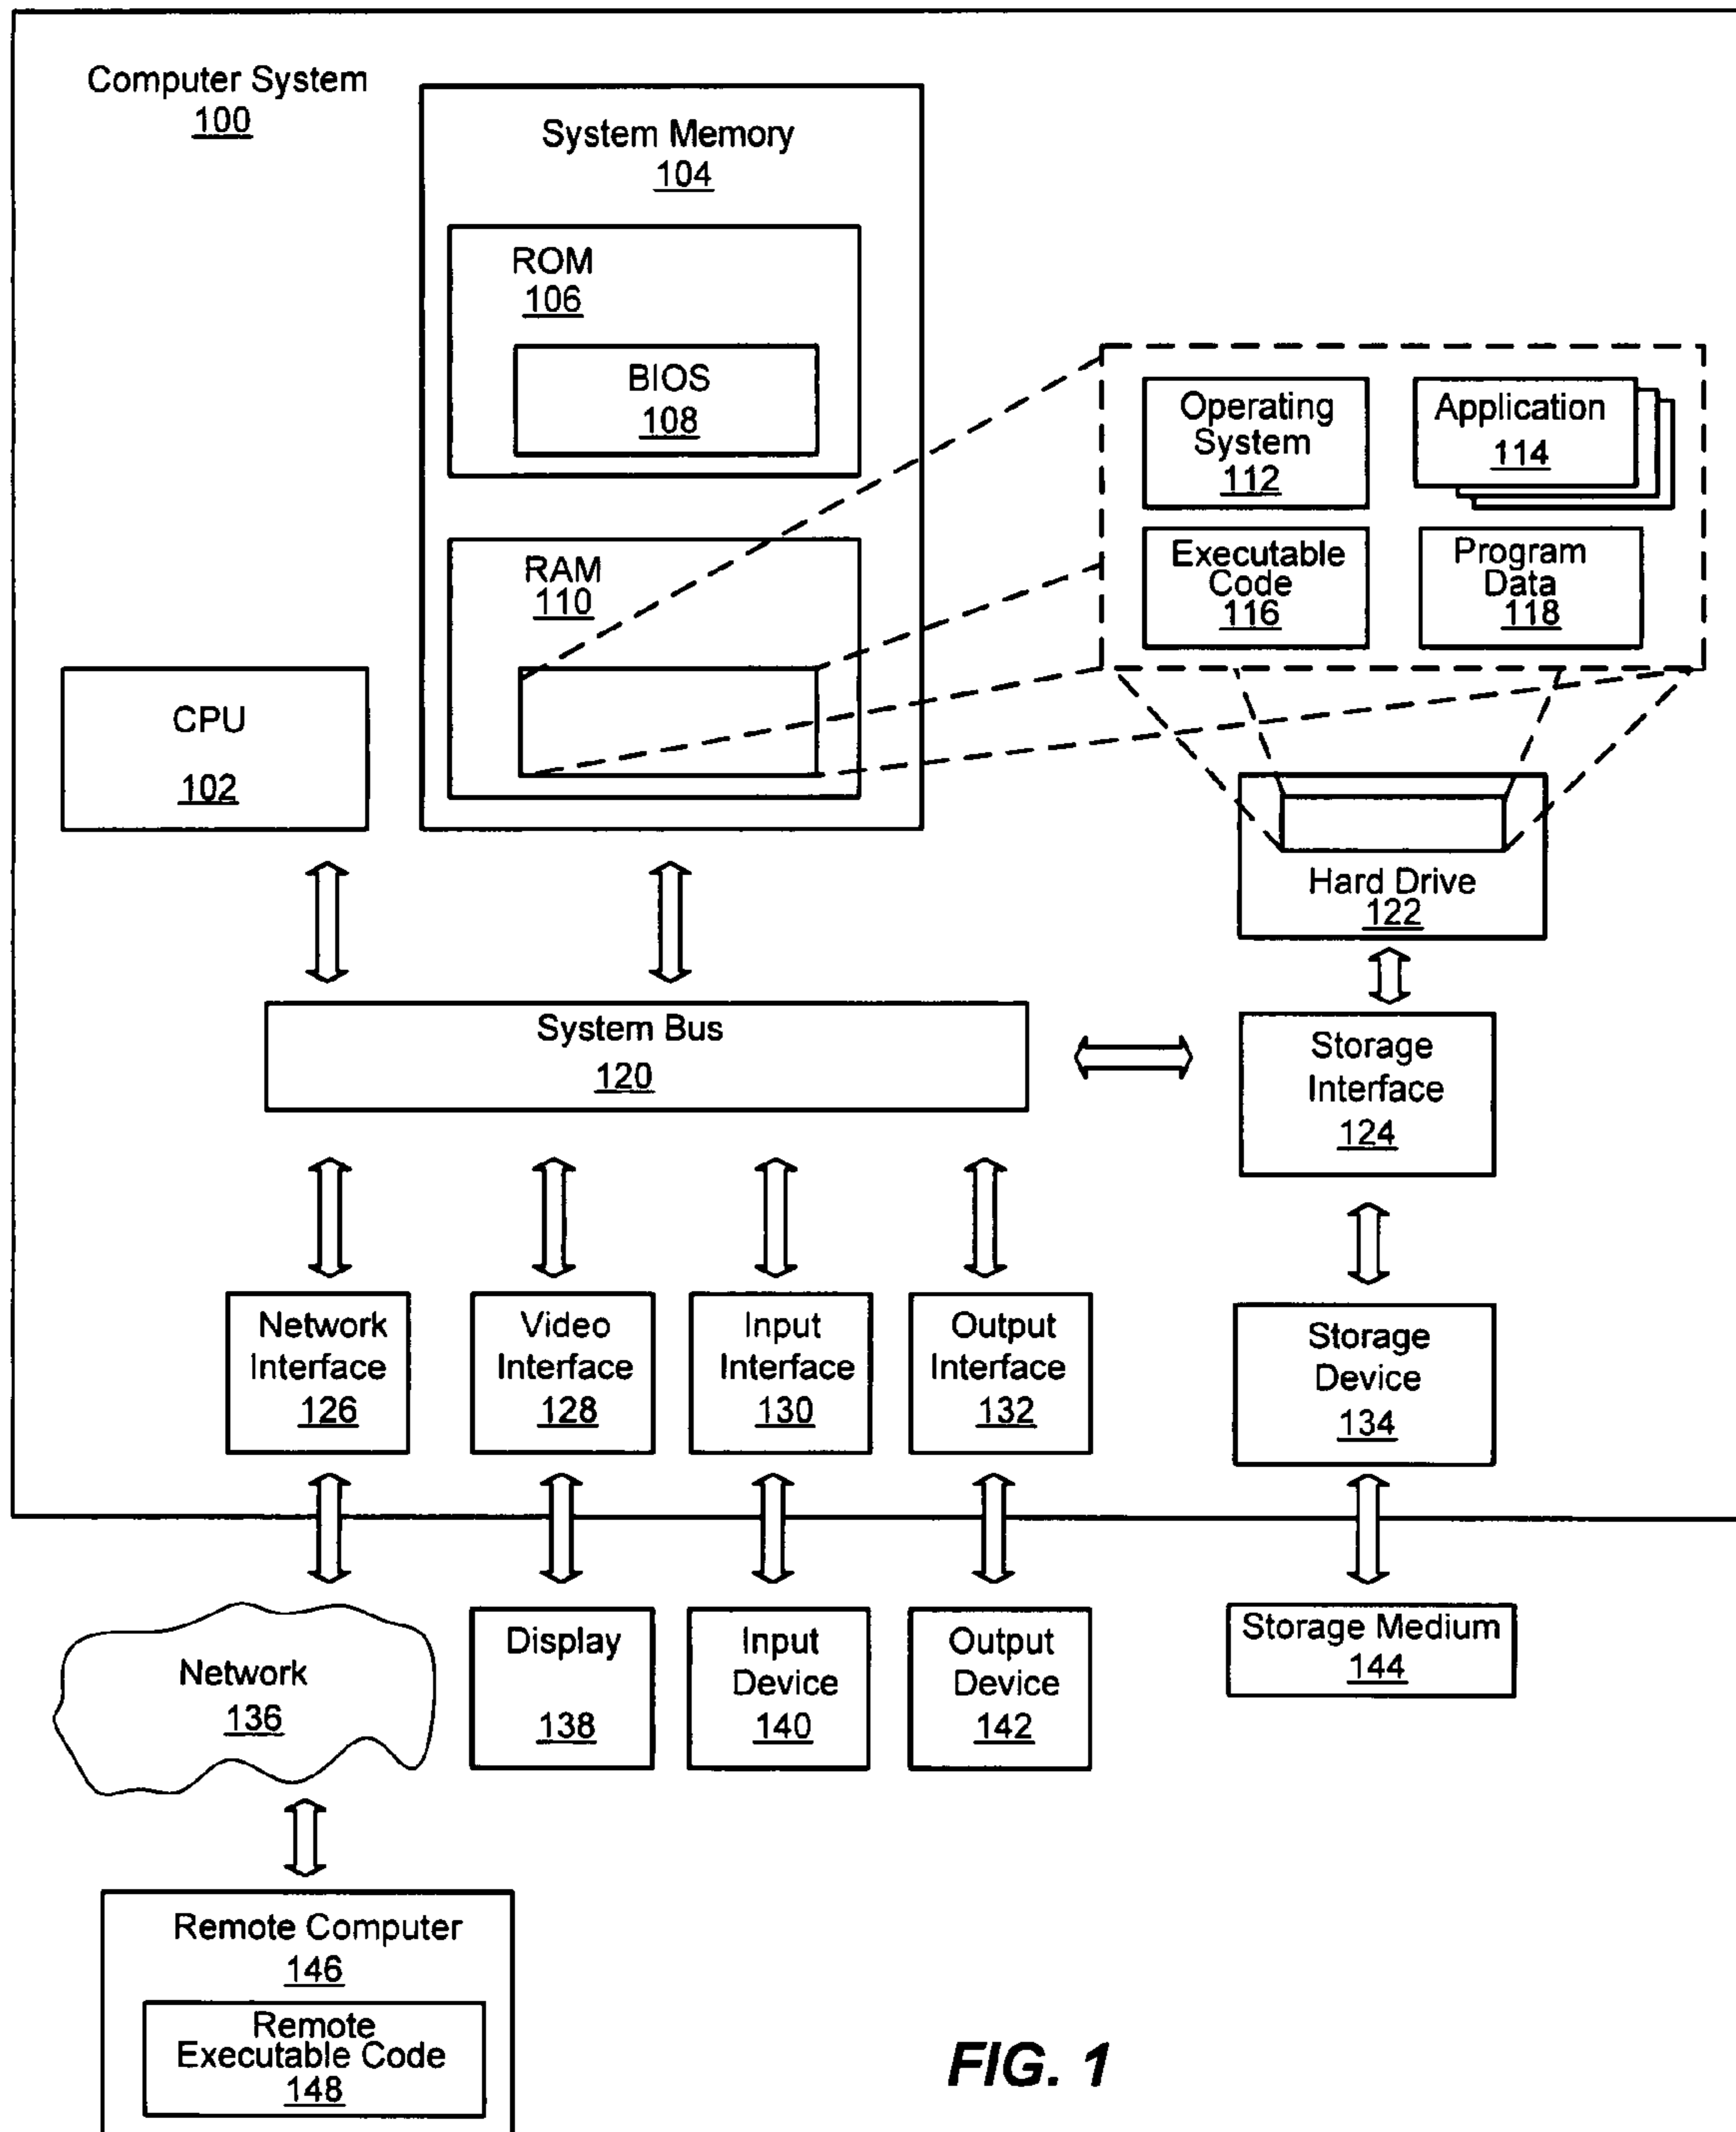 Computer System
100
System Memory
104
ROM
106
BIOS
108
RAM
110
Operating
System
112
Application
114
Executable
Code
116
Program
Data
118
CPU
102
Hard Drive
122
System Bus
120
Storage
Interface
124
Network
Interface
126
Video
Interface
128
Input
Interface
130
Output
Interface
132
Storage
Device
134
Network
136
Display
138
Input
Device
140
Output
Device
142
Storage Medium
144
Remote Computer
146
Remote
Executable Code
148
FIG. 1